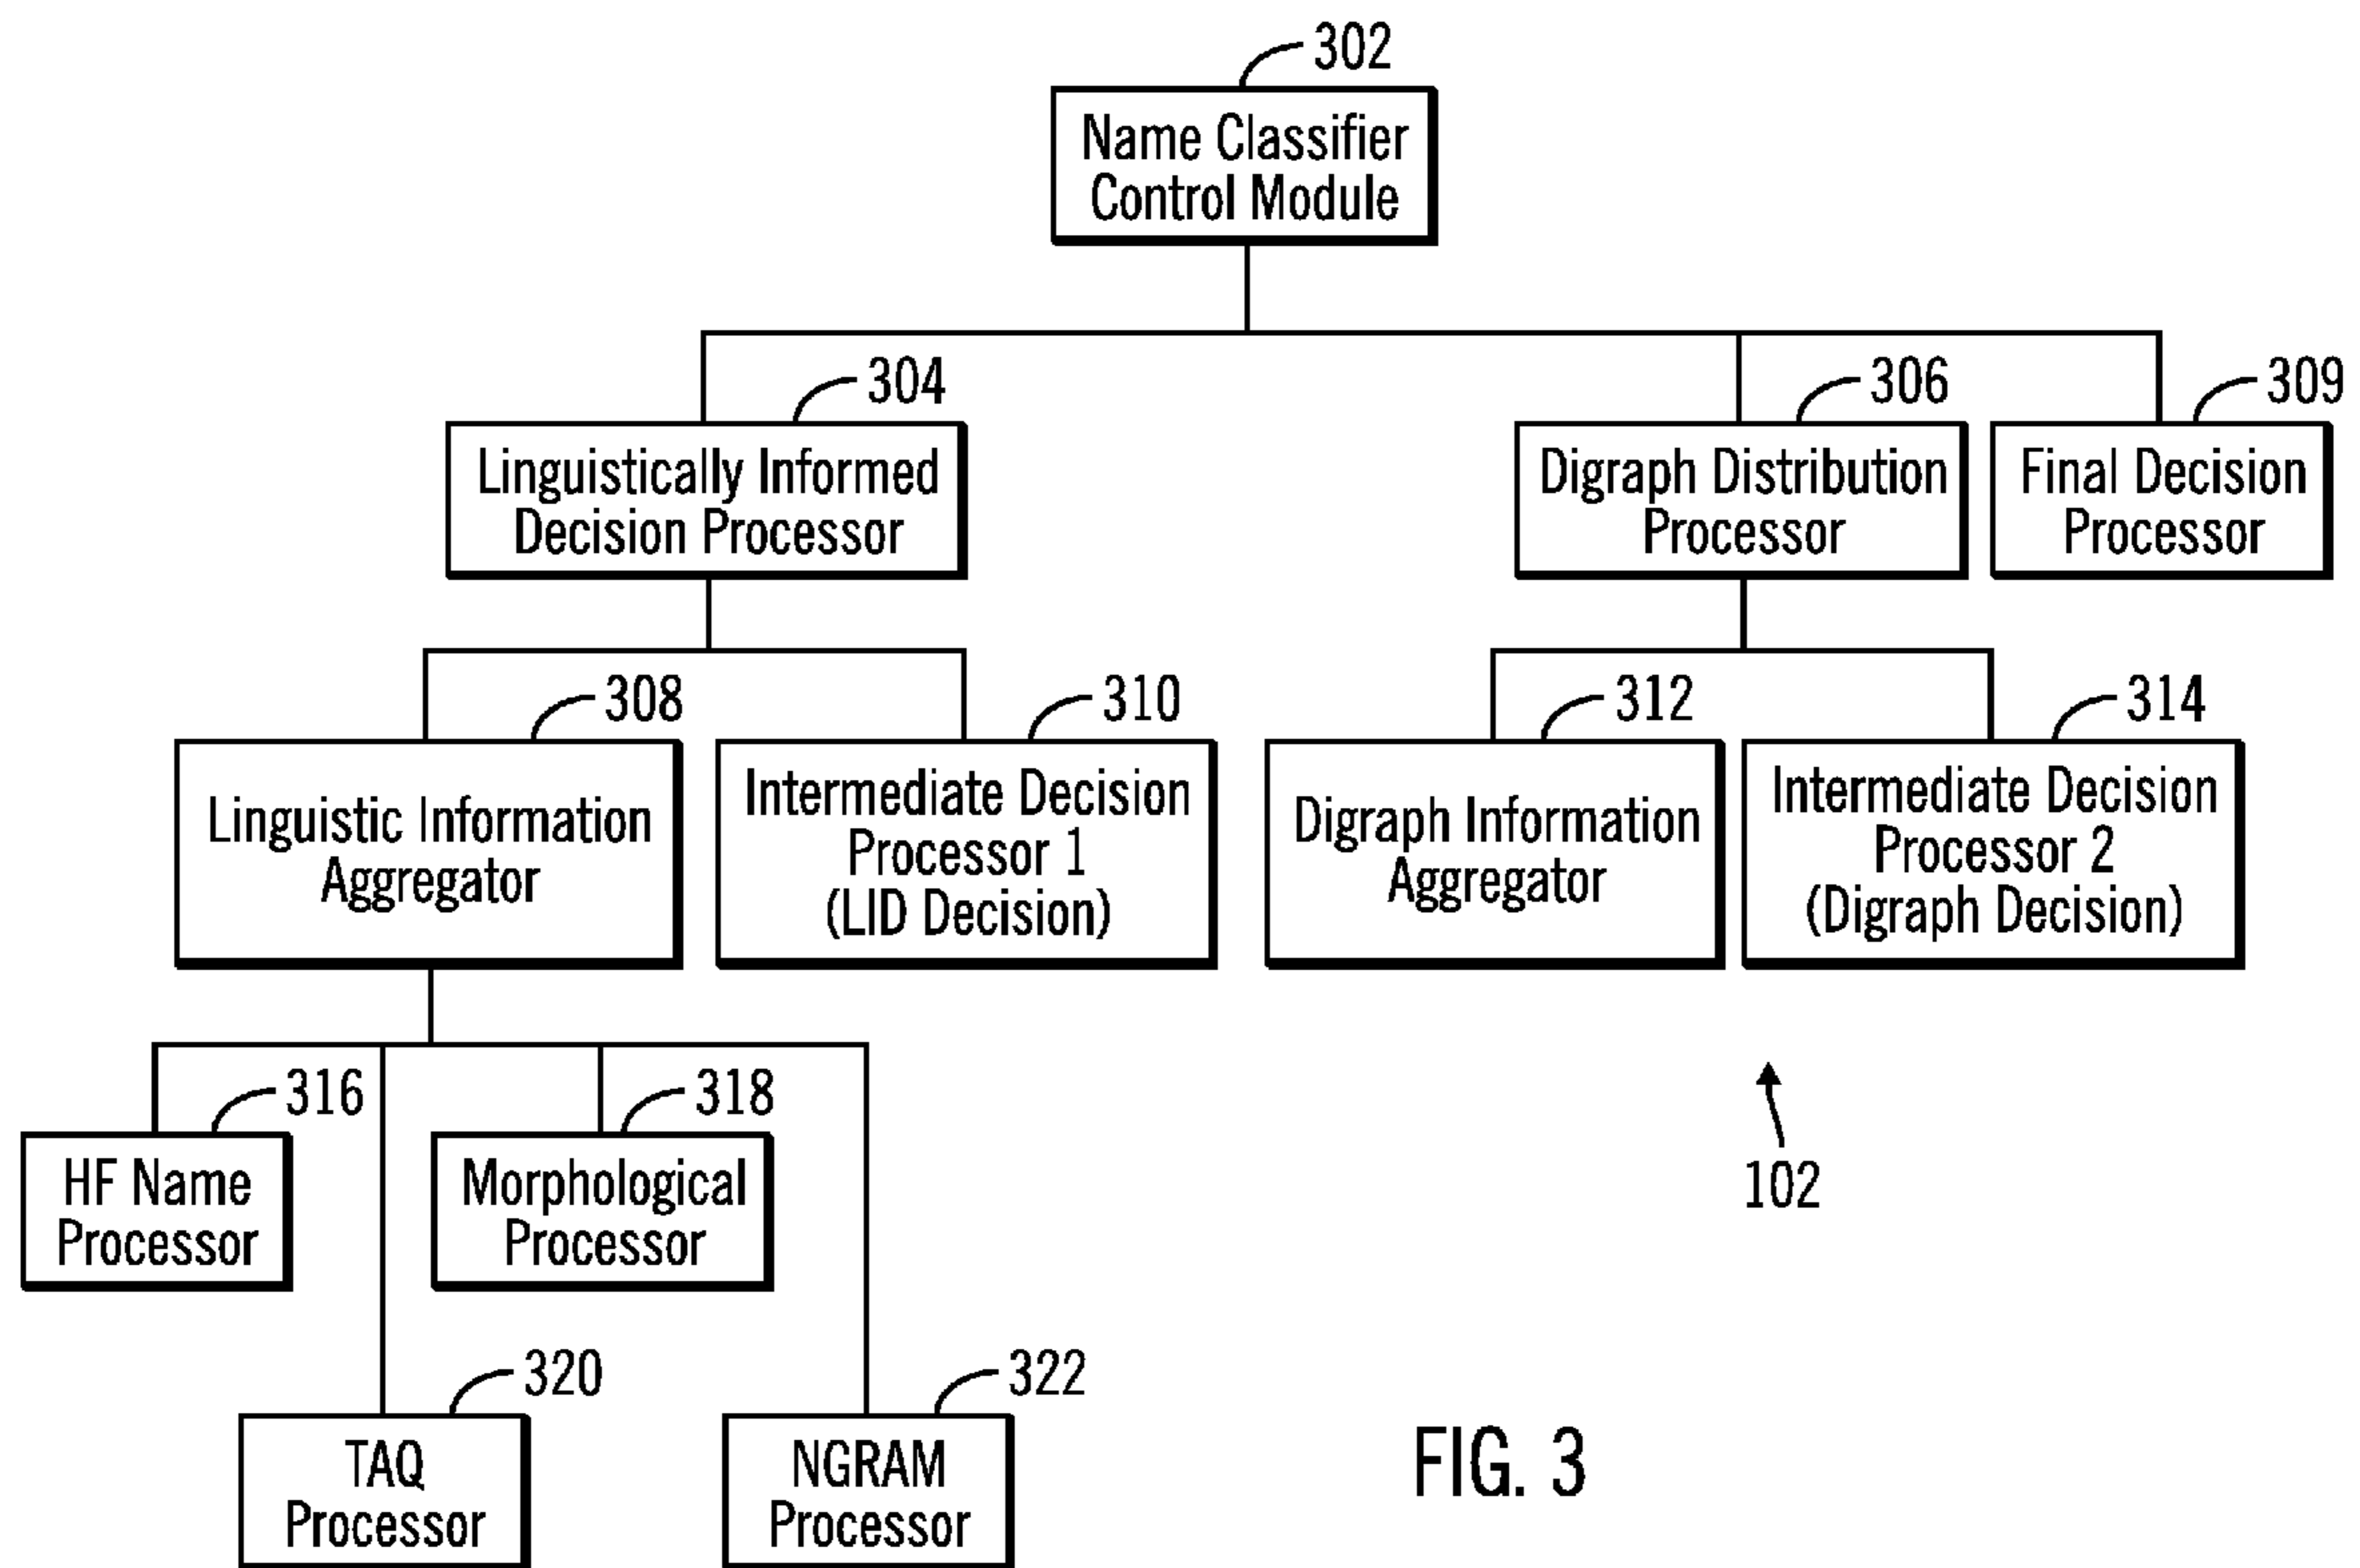 302
Name Classifier
Control Module
304
306
309
Linguistically Informed
Decision Processor
Digraph Distribution
Processor
Final Decision
Processor
308
310
312
314
Linguistic Information
Aggregator
Intermediate Decision
Processor 1
(LID Decision)
Digraph Information
Aggregator
Intermediate Decision
Processor 2
(Digraph Decision)
316
318
HF Name
Processor
Morphological
Processor
102
320
322
TAQ
Processor
NGRAM
Processor
FIG. 3